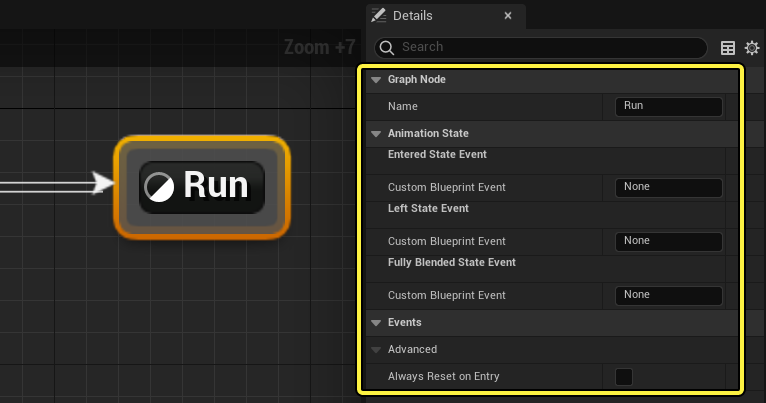 Details
Zoom +7
Search
Graph Node
Name Run
Animation State
Entered State Event
Custom Blueprint Event None
Left State Event
Custom Blueprint Event None
Fully Blended State Event
Custom Blueprint Event None
Events
Advanced
Always Reset on Entry
Run